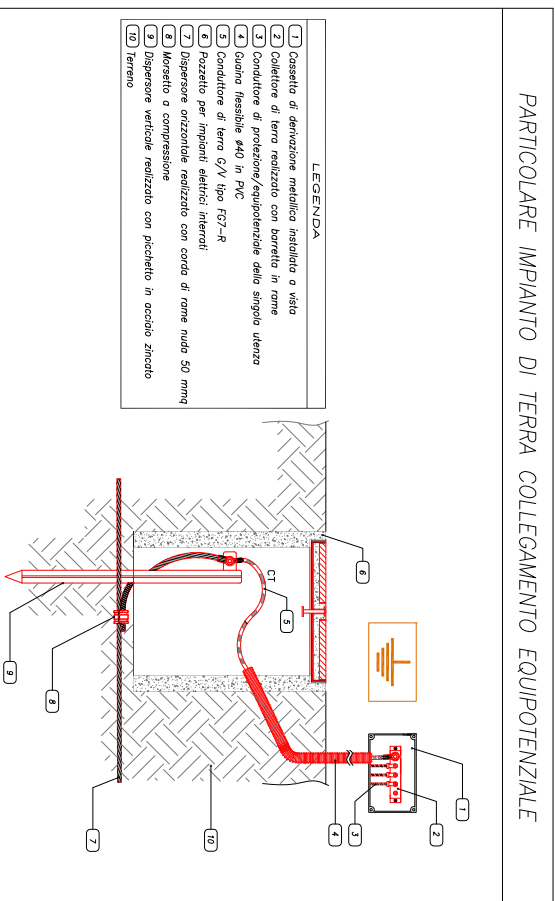 PARTICOLARE IMPIANTO DI TERRA COLLEGAMENTO EQUIPOTENZIALE
LEGENDA
1 Cassetta di derivazione metallica installata a vista
2 Collettore di terra realizzato con barretta in rame
3 Conduttore di protezione/equipotenziale della singola utenza
4 Guaina flessibile ø40 in PVC
5 Conduttore di terra G/V tipo FG7-R
6 Pozzetto per impianti elettrici interrati
7 Dispersore orizzontale realizzato con corda di rame nuda 50 mmq
8 Morsetto a compressione
9 Dispersore verticale realizzato con picchetto in acciaio zincato
10 Terreno
1
2
3
4
6
CT
5
10
9
8
7